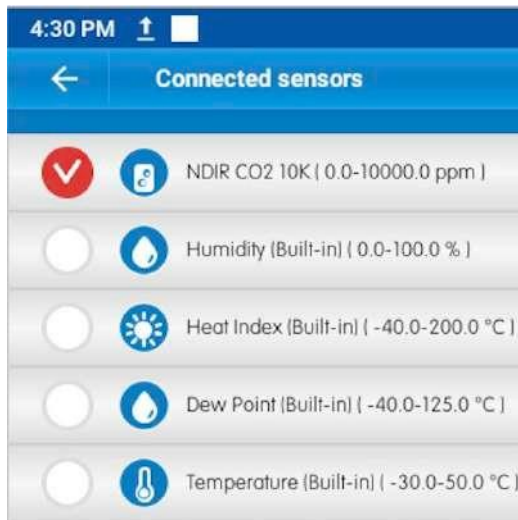 4:30 PM
Connected sensors
NDIR CO2 10K ( 0.0-10000.0 ppm )
Humidity (Built-in) ( 0.0-100.0 % )
Heat Index (Built-in) ( -40.0-200.0 °C )
Dew Point (Built-in) ( -40.0-125.0 °C )
Temperature (Built-in) ( -30.0-50.0 °C )